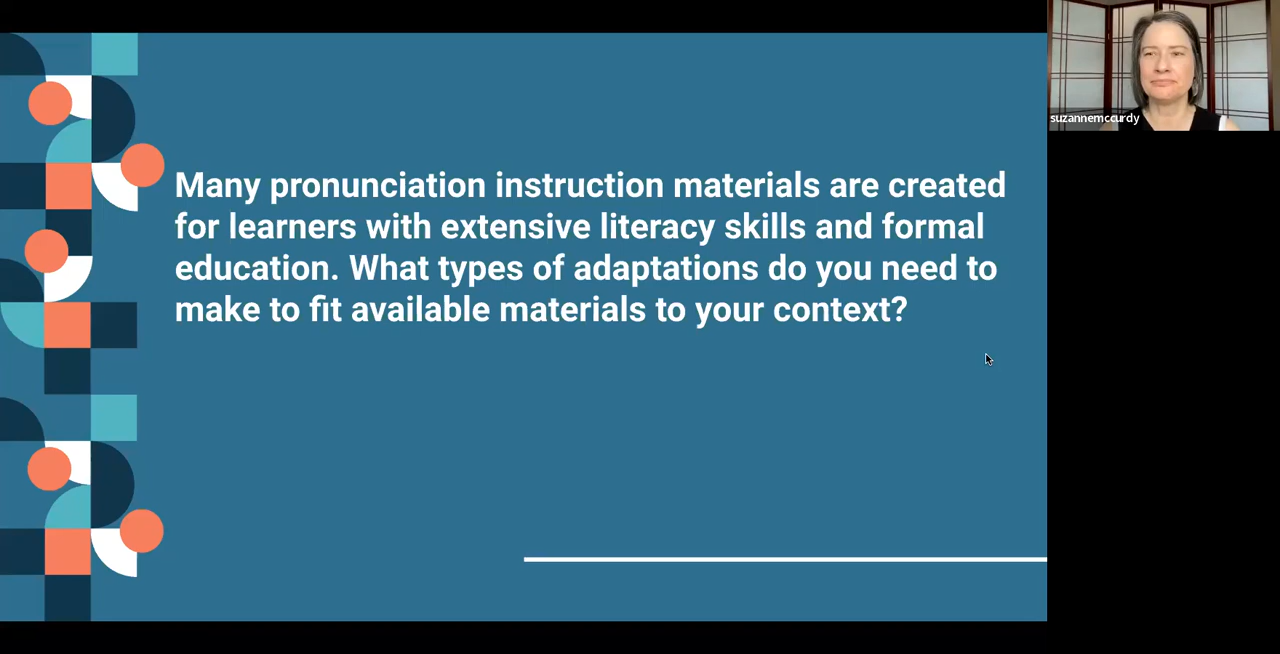 Many pronunciation instruction materials are created
for learners with extensive literacy skills and formal
education. What types of adaptations do you need to
make to fit available materials to your context?
suzannemccurdy